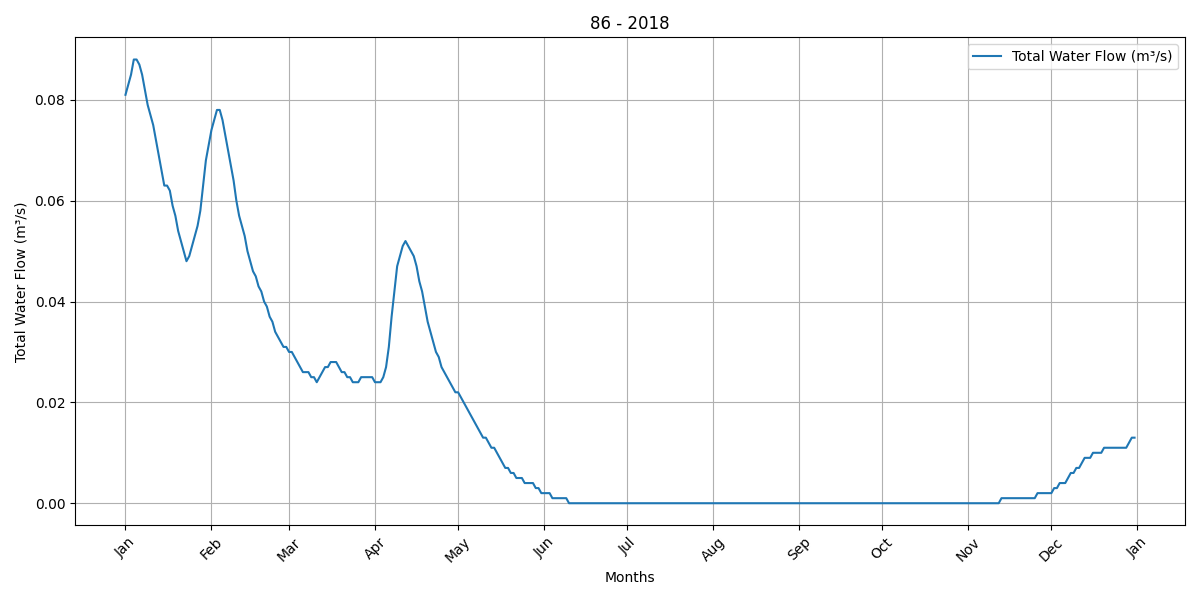 86 - 2018
Total Water Flow (m³/s)
Total Water Flow (m³/s)
0.08
0.06
0.04
0.02
0.00
Jan
Feb
Mar
Apr
May
Jun
Jul
Aug
Sep
Oct
Nov
Dec
Jan
Months